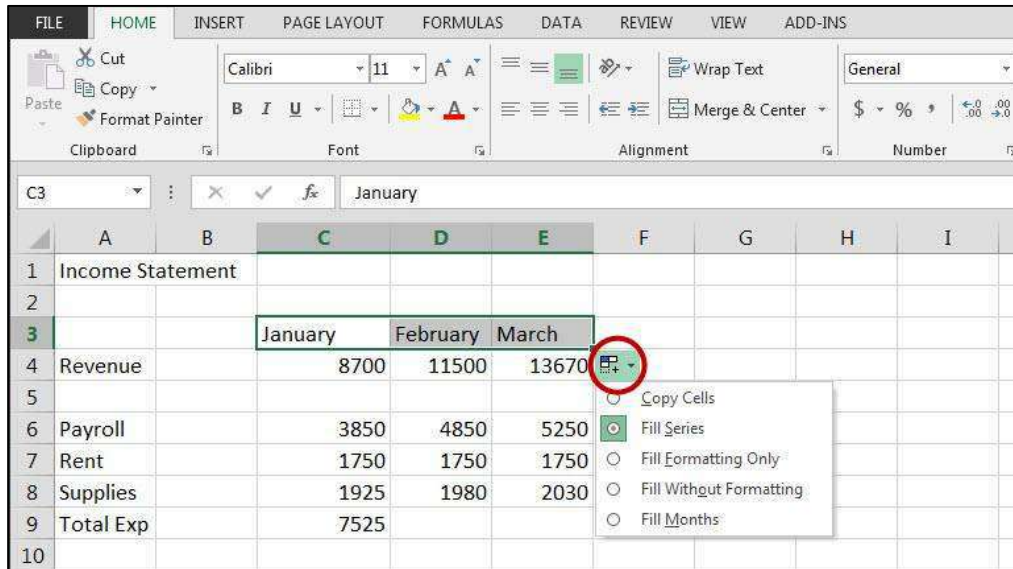 FILE HOME INSERT PAGE LAYOUT FORMULAS DATA REVIEW VIEW ADD-INS
Cut
Copy
Paste
Format Painter
Calibri 11 A A
B I U A
Wrap Text
Merge & Center
General
$ % , .0 .00 .00 .0
Clipboard Font Alignment Number
C3 fx January
A B C D E F G H I
1 Income Statement
2
3 January February March
4 Revenue 8700 11500 13670
5
Copy Cells
6 Payroll 3850 4850 5250
Fill Series
7 Rent 1750 1750 1750
Fill Formatting Only
8 Supplies 1925 1980 2030
Fill Without Formatting
9 Total Exp 7525
Fill Months
10